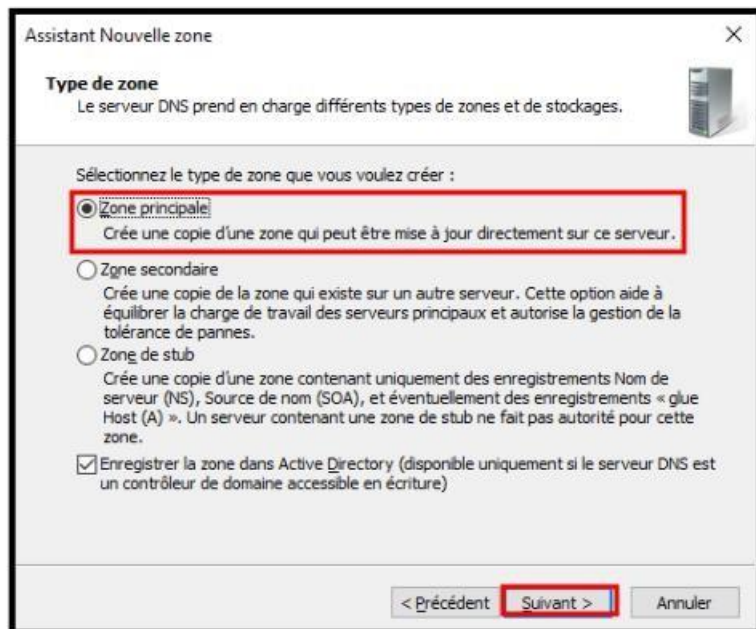 Assistant Nouvelle zone
Type de zone
Le serveur DNS prend en charge différents types de zones et de stockages.
Sélectionnez le type de zone que vous voulez créer :
Zone principale
Crée une copie d'une zone qui peut être mise à jour directement sur ce serveur.
Zone secondaire
Crée une copie de la zone qui existe sur un autre serveur. Cette option aide à
équilibrer la charge de travail des serveurs principaux et autorise la gestion de la
tolérance de pannes.
Zone de stub
Crée une copie d'une zone contenant uniquement des enregistrements Nom de
serveur (NS), Source de nom (SOA), et éventuellement des enregistrements « glue
Host (A) ». Un serveur contenant une zone de stub ne fait pas autorité pour cette
zone.
Enregistrer la zone dans Active Directory (disponible uniquement si le serveur DNS est
un contrôleur de domaine accessible en écriture)
< Précédent Suivant > Annuler